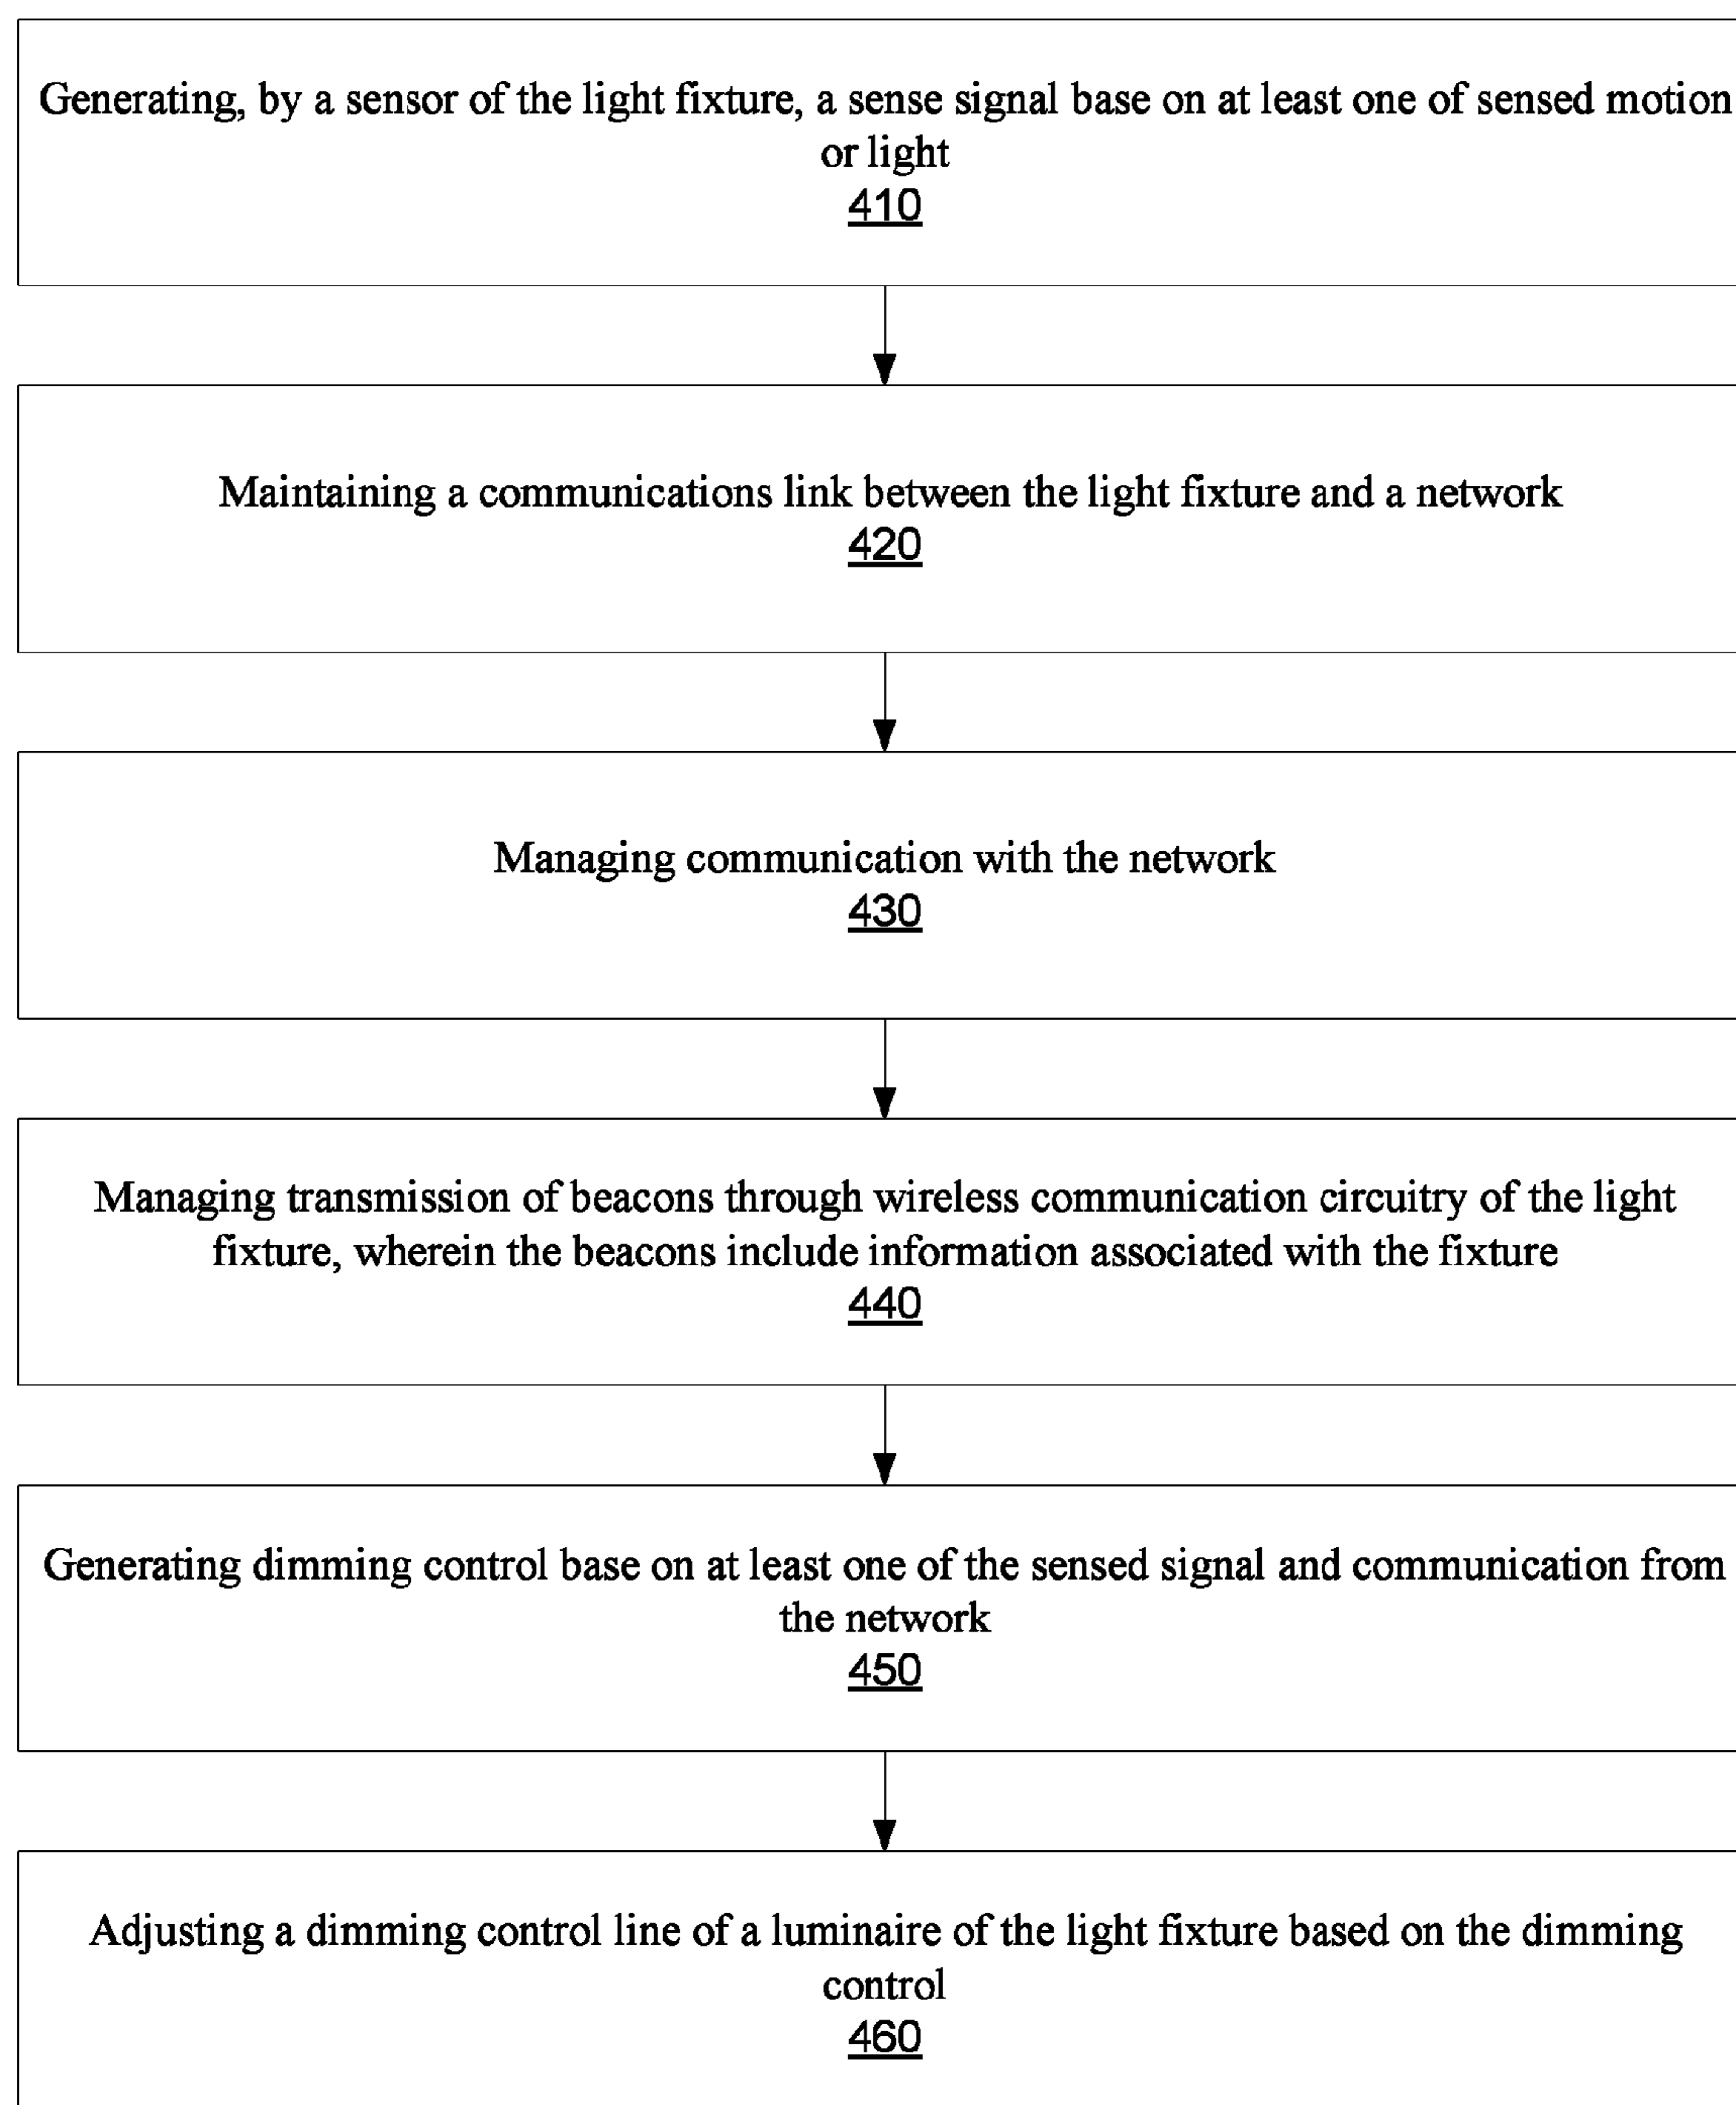 Generating, by a sensor of the light fixture, a sense signal base on at least one of sensed motion
or light
410
Maintaining a communications link between the light fixture and a network
420
Managing communication with the network
430
Managing transmission of beacons through wireless communication circuitry of the light
fixture, wherein the beacons include information associated with the fixture
440
Generating dimming control base on at least one of the sensed signal and communication from
the network
450
Adjusting a dimming control line of a luminaire of the light fixture based on the dimming
control
460